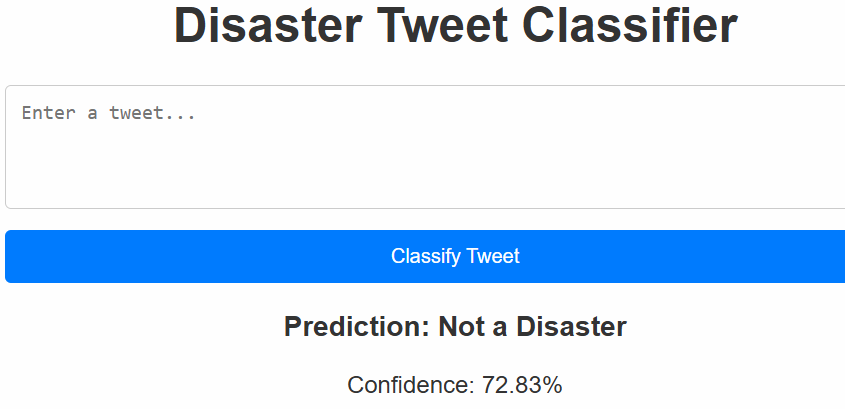 Disaster Tweet Classifier
Enter a tweet...
Classify Tweet
Prediction: Not a Disaster
Confidence: 72.83%